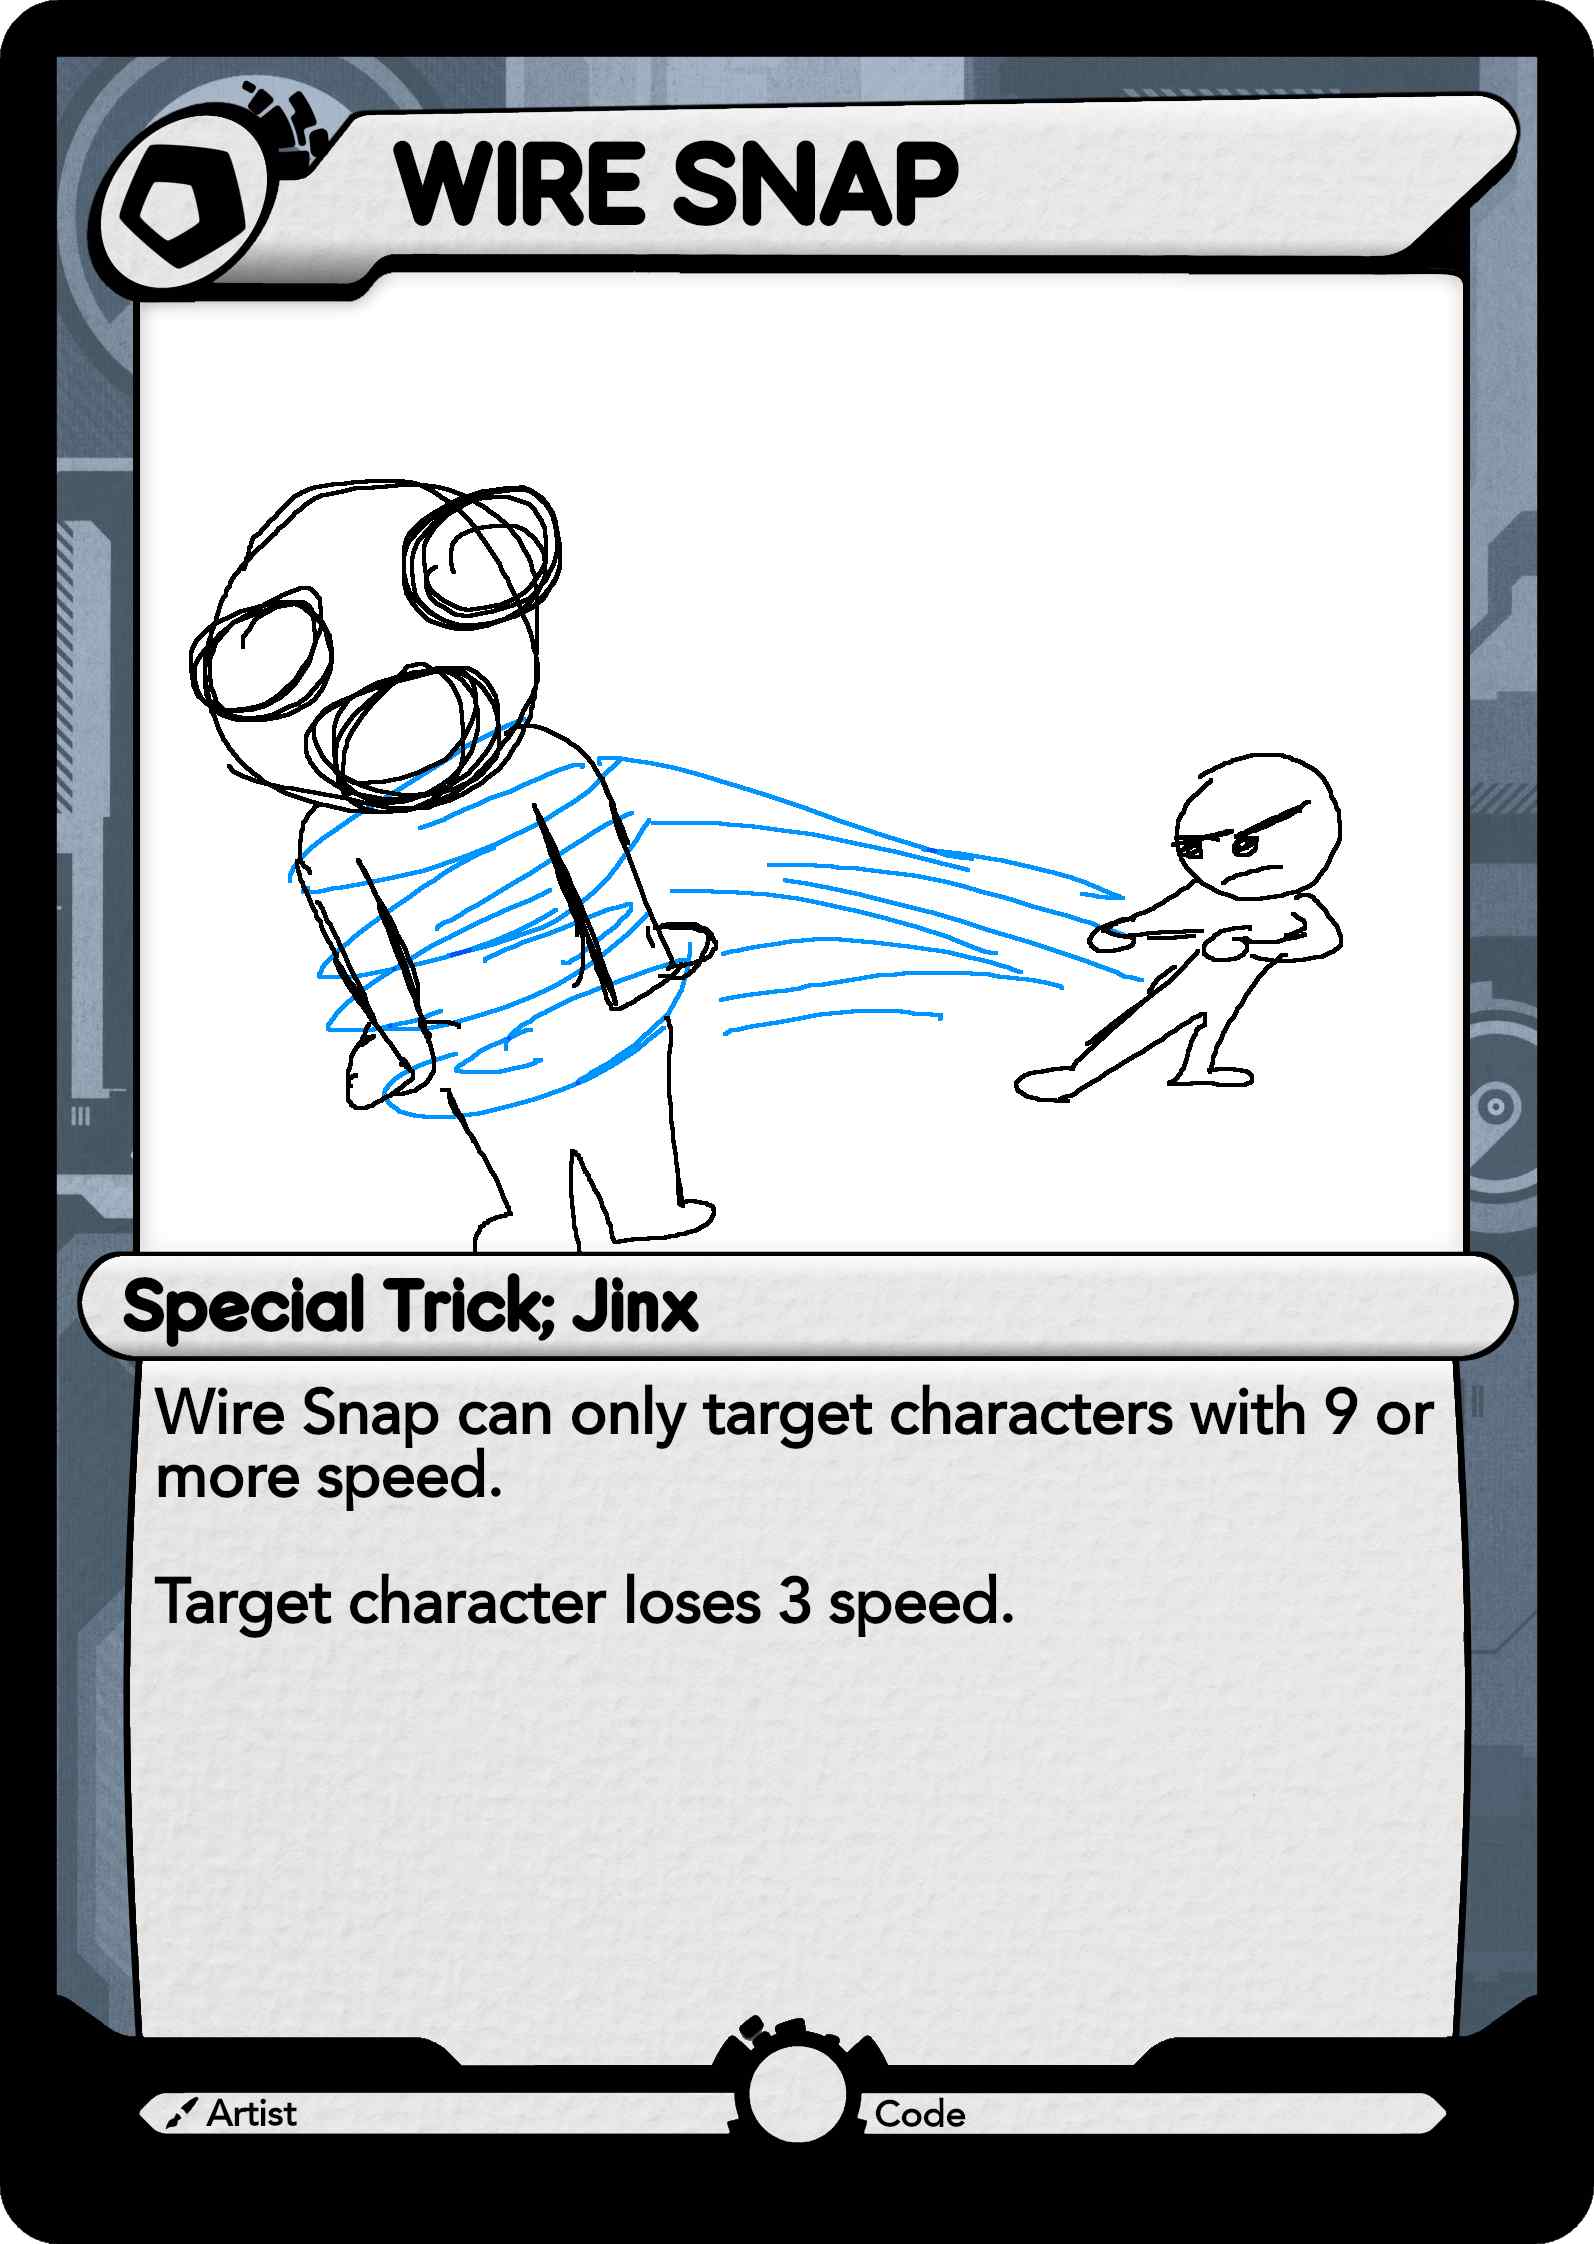 WIRE SNAP
Special Trick; Jinx
Wire Snap can only target characters with 9 or
more speed.
Target character loses 3 speed.
Artist
Code